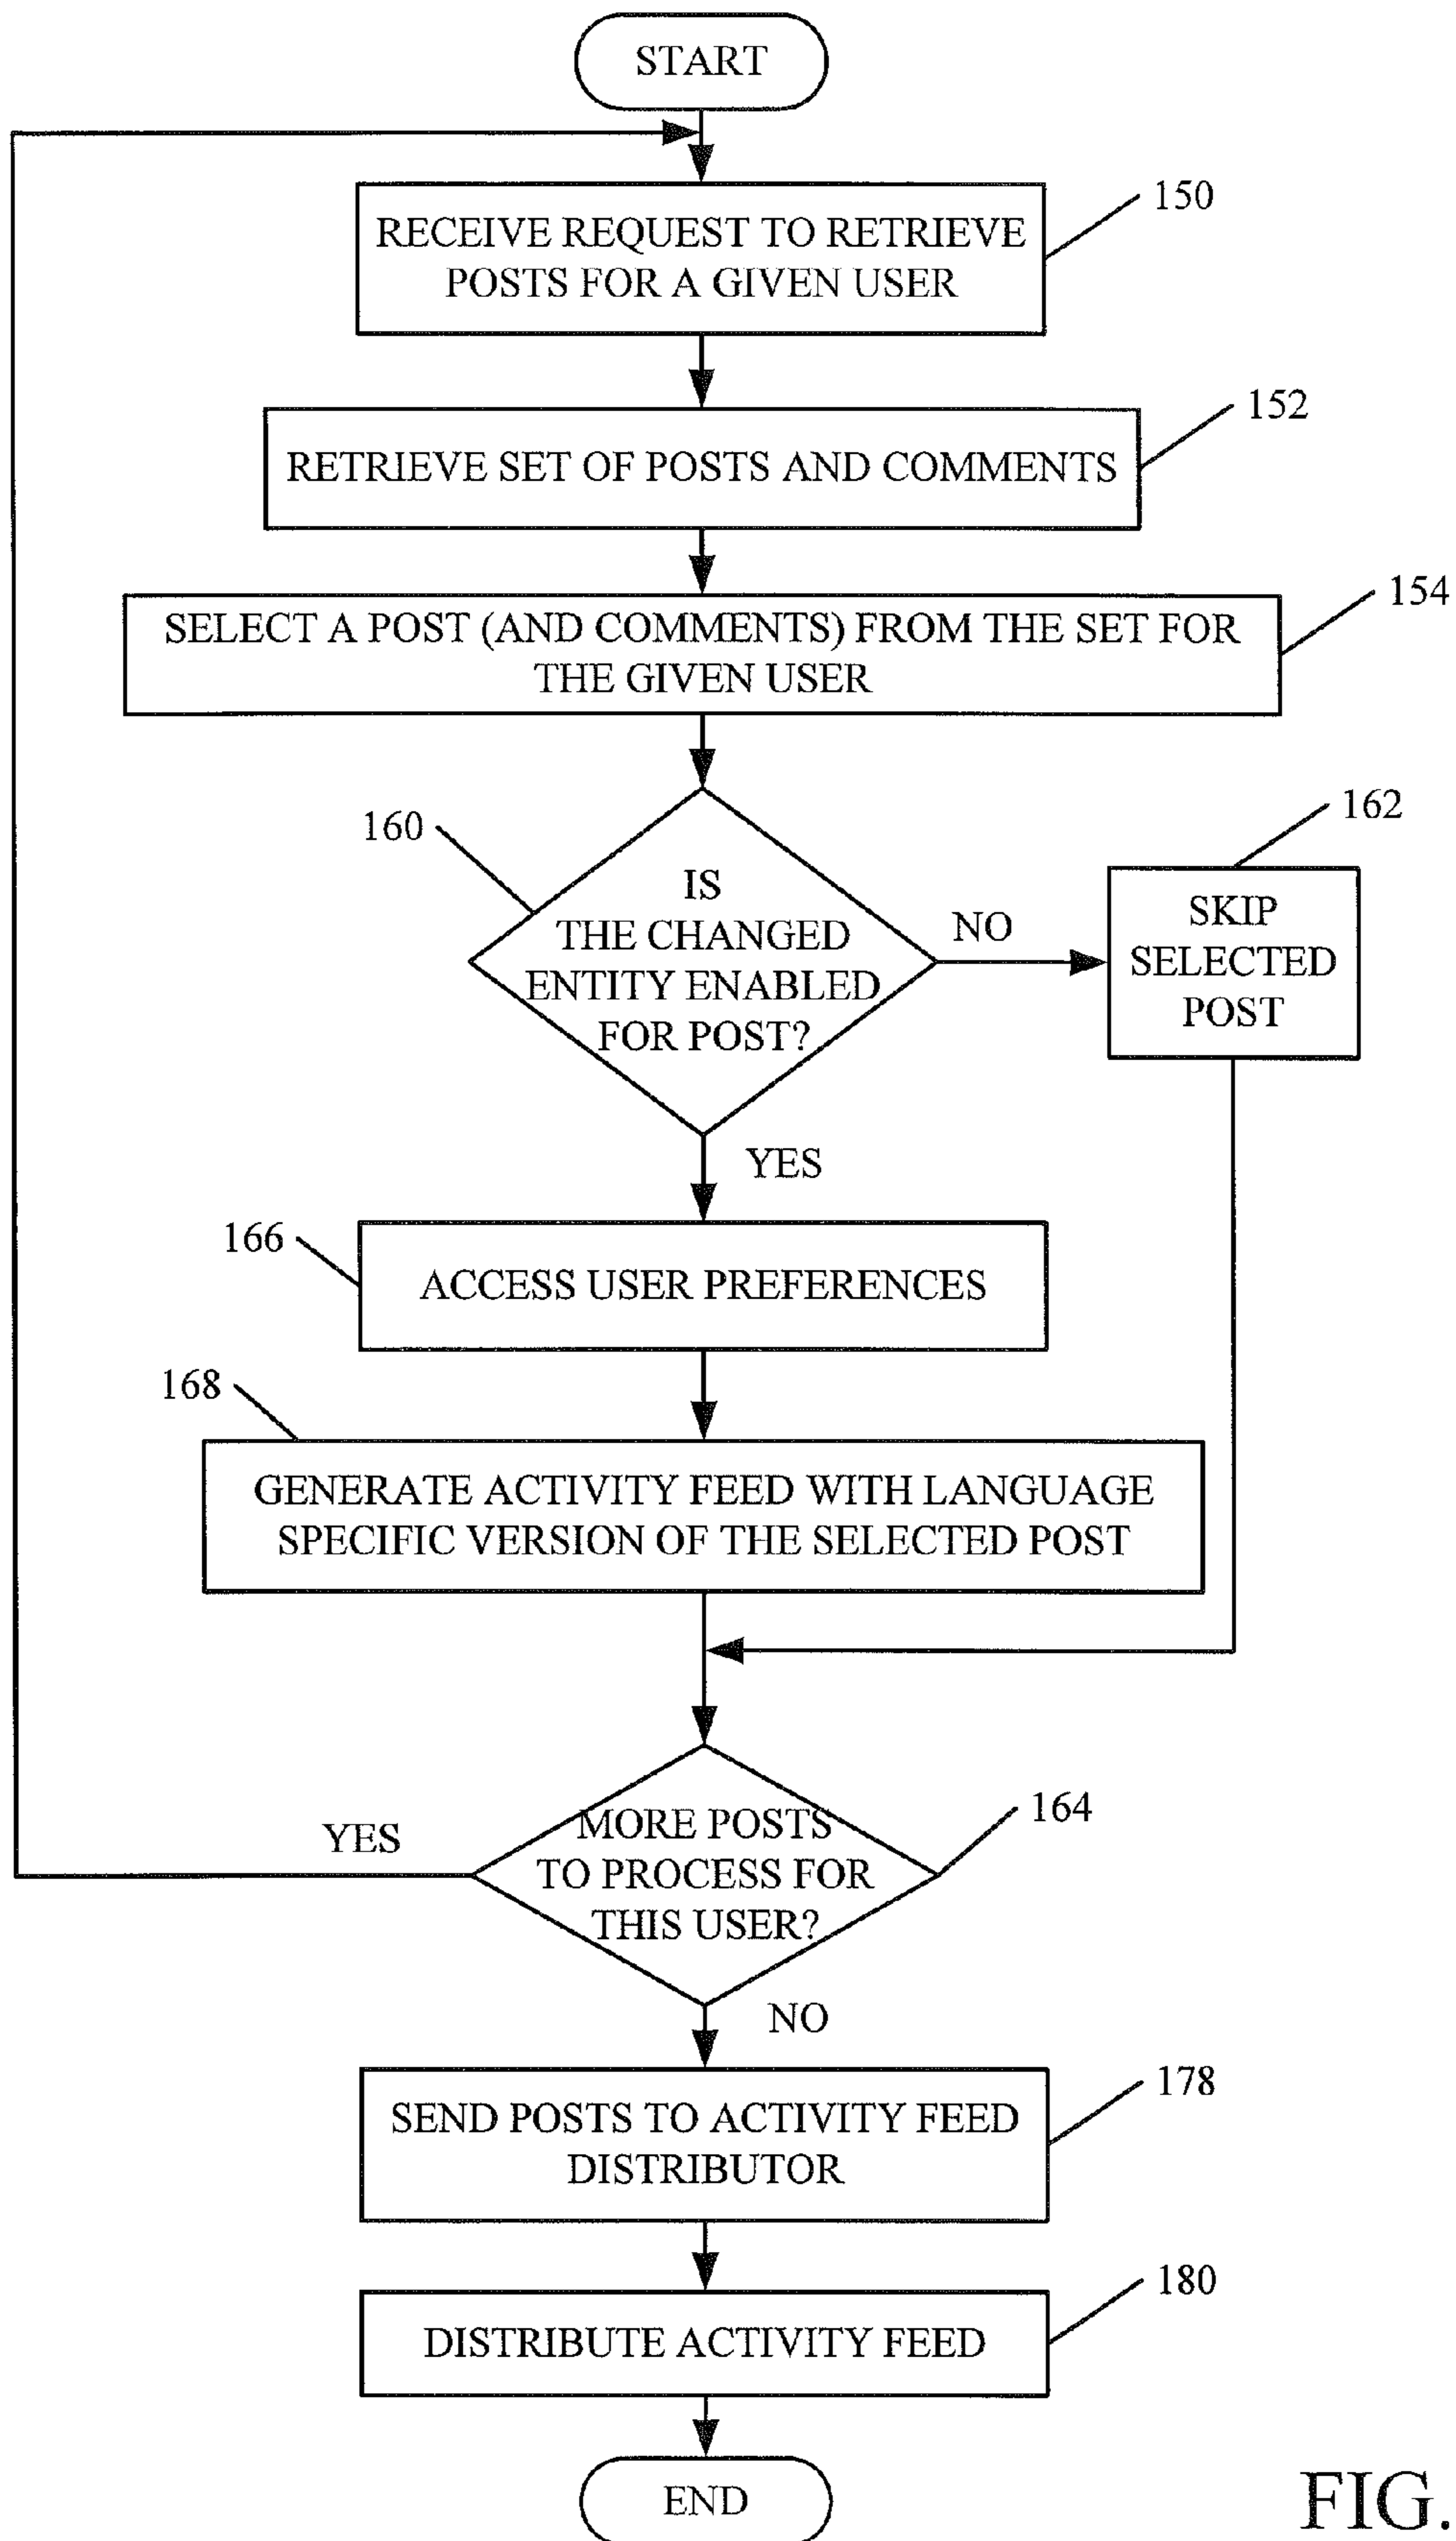 START
150
RECEIVE REQUEST TO RETRIEVE
POSTS FOR A GIVEN USER
152
RETRIEVE SET OF POSTS AND COMMENTS
154
SELECT A POST (AND COMMENTS) FROM THE SET FOR
THE GIVEN USER
160
IS
THE CHANGED
ENTITY ENABLED
FOR POST?
NO
162
SKIP
SELECTED
POST
YES
166
ACCESS USER PREFERENCES
168
GENERATE ACTIVITY FEED WITH LANGUAGE
SPECIFIC VERSION OF THE SELECTED POST
164
MORE POSTS
TO PROCESS FOR
THIS USER?
YES
NO
178
SEND POSTS TO ACTIVITY FEED
DISTRIBUTOR
180
DISTRIBUTE ACTIVITY FEED
END
FIG.